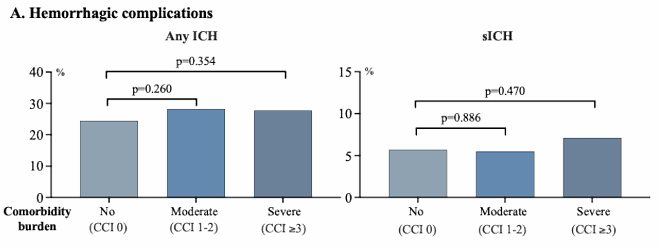 A. Hemorrhagic complications
Any ICH
sICH
40
%
p=0.354
30
p=0.260
20
10
0
15
%
p=0.470
10
p=0.886
5
0
Comorbidity
burden
No
(CCI 0)
Moderate
(CCI 1-2)
Severe
(CCI ≥3)
No
(CCI 0)
Moderate
(CCI 1-2)
Severe
(CCI ≥3)